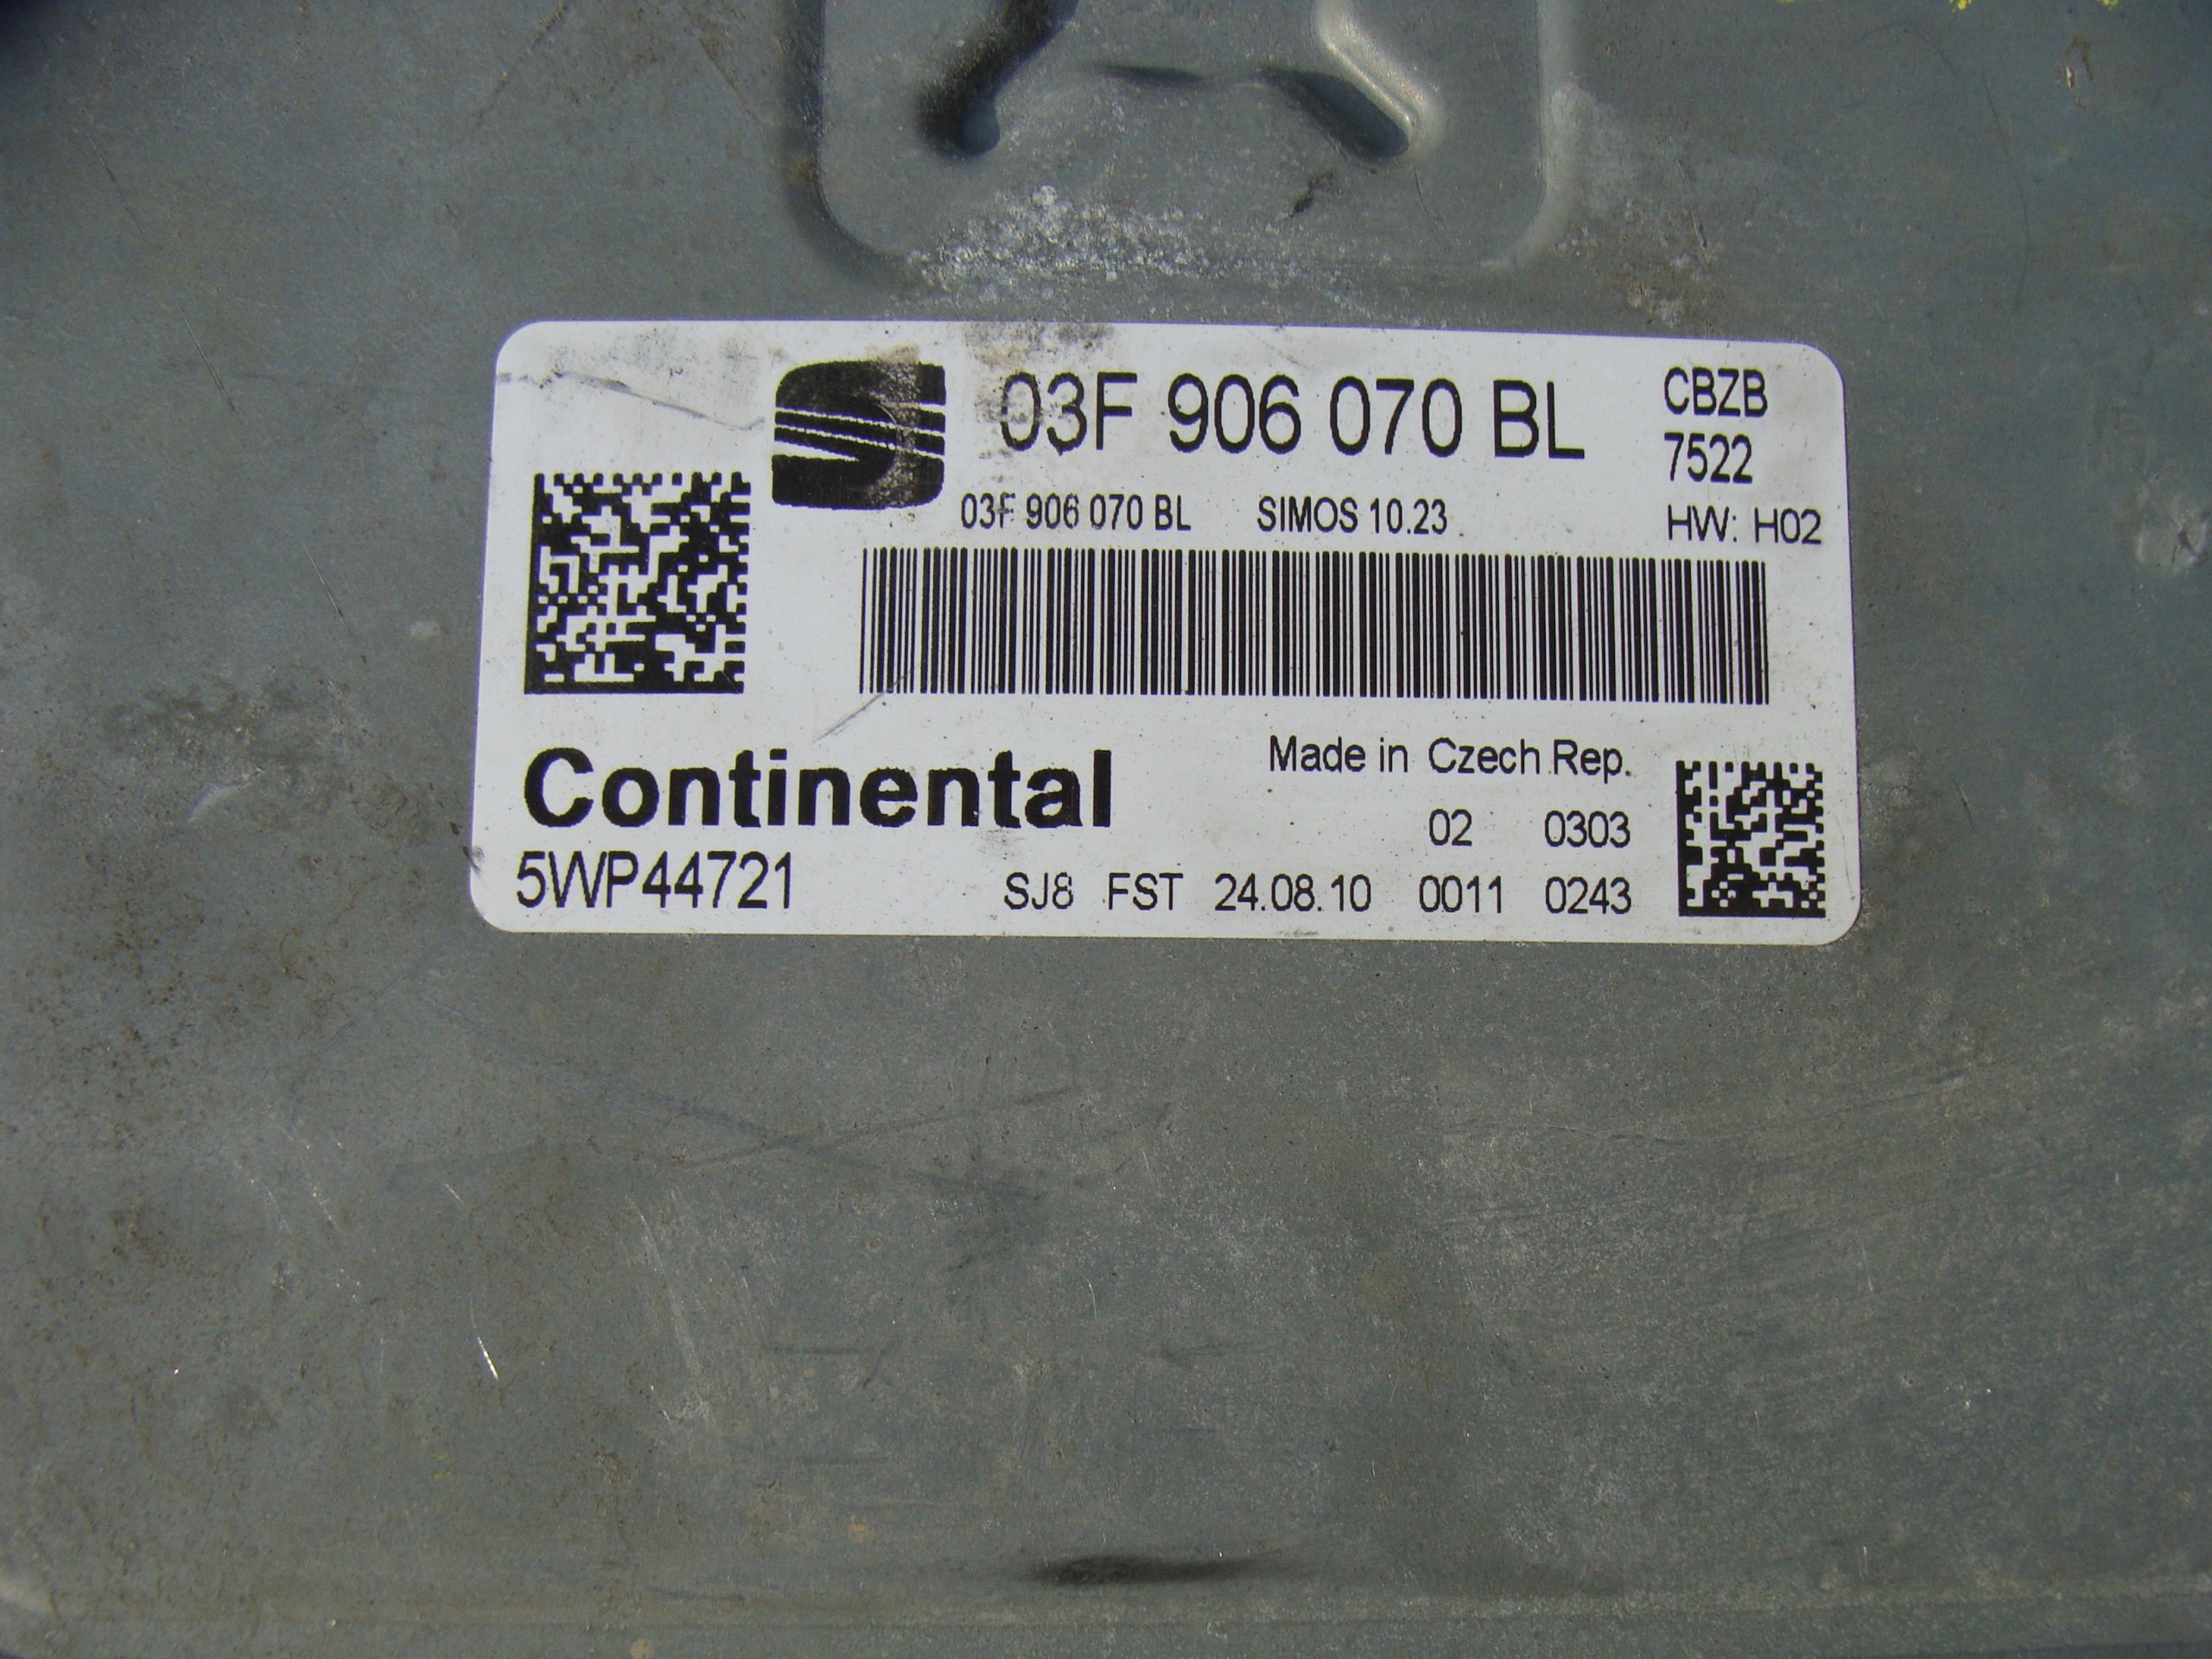 03F 906 070 BL
CBZB
7522
03F 906 070 BL SIMOS 10.23
HW: H02
Continental
Made in Czech Rep.
02 0303
5WP44721
SJ8 FST 24.08.10 0011 0243